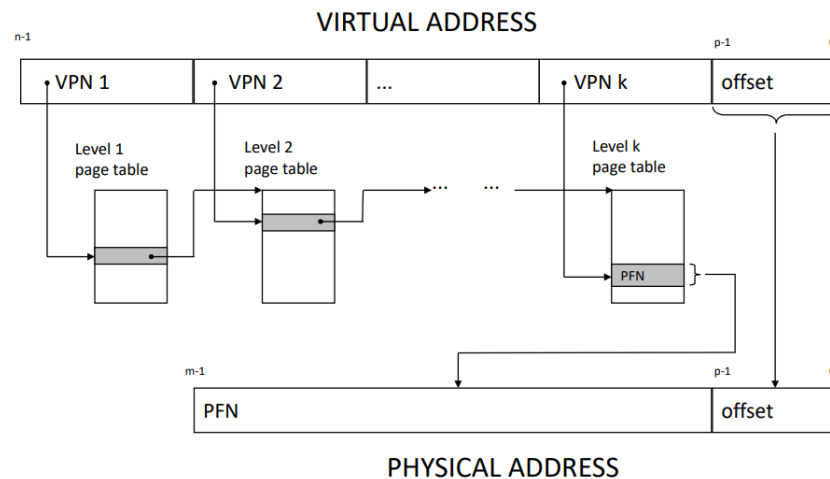 VIRTUAL ADDRESS
n-1
p-1
VPN 1
VPN 2
...
VPN k
offset
Level 1
page table
Level 2
page table
Level k
page table
... ...
PFN
m-1
p-1
PFN
offset
PHYSICAL ADDRESS